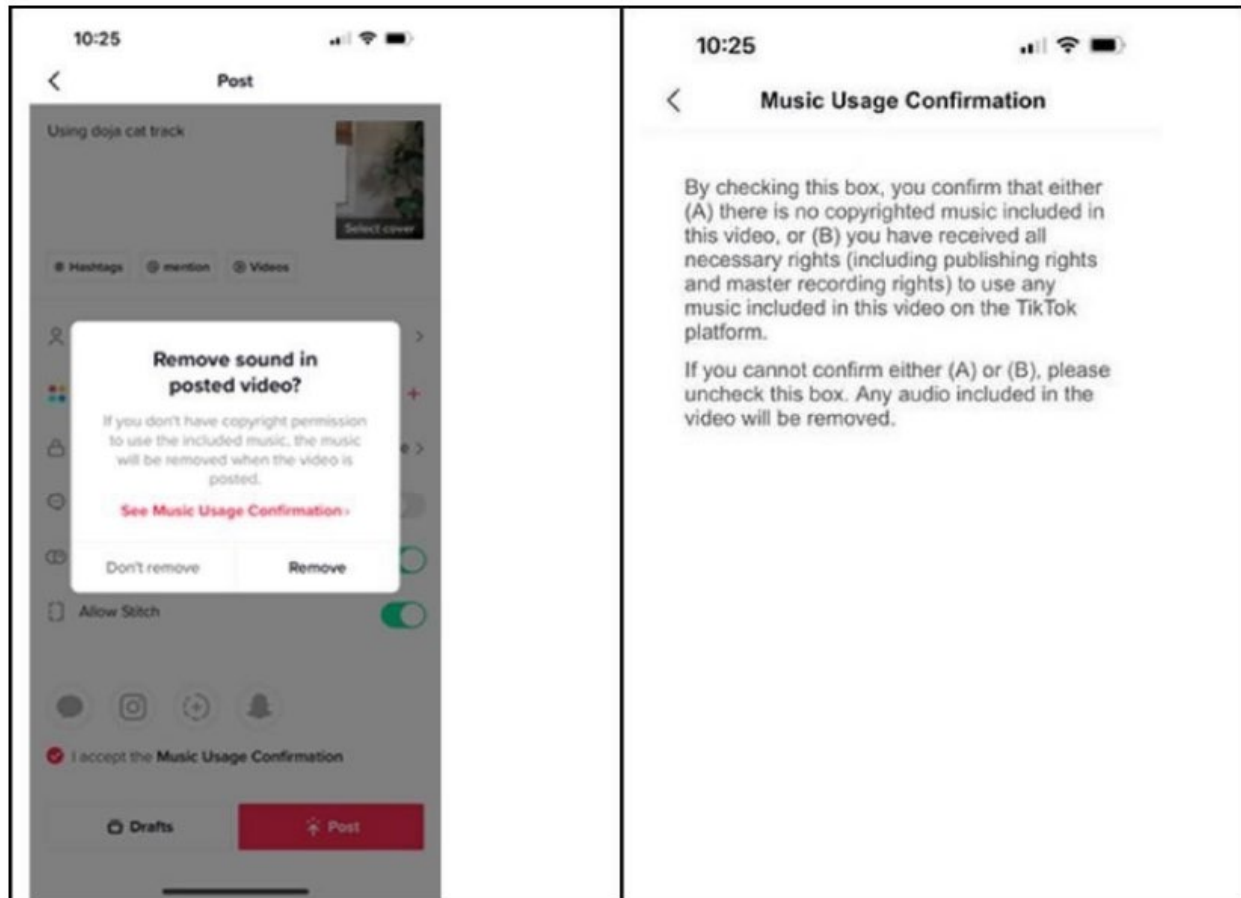 10:25
Post
Using doja cat track
Select cover
# Hashtags @ mention Videos
Remove sound in
posted video?
If you don't have copyright permission
to use the included music, the music
will be removed when the video is
posted.
See Music Usage Confirmation ›
Don't remove Remove
Allow Stitch
I accept the Music Usage Confirmation
Drafts Post
10:25
Music Usage Confirmation
By checking this box, you confirm that either
(A) there is no copyrighted music included in
this video, or (B) you have received all
necessary rights (including publishing rights
and master recording rights) to use any
music included in this video on the TikTok
platform.
If you cannot confirm either (A) or (B), please
uncheck this box. Any audio included in the
video will be removed.